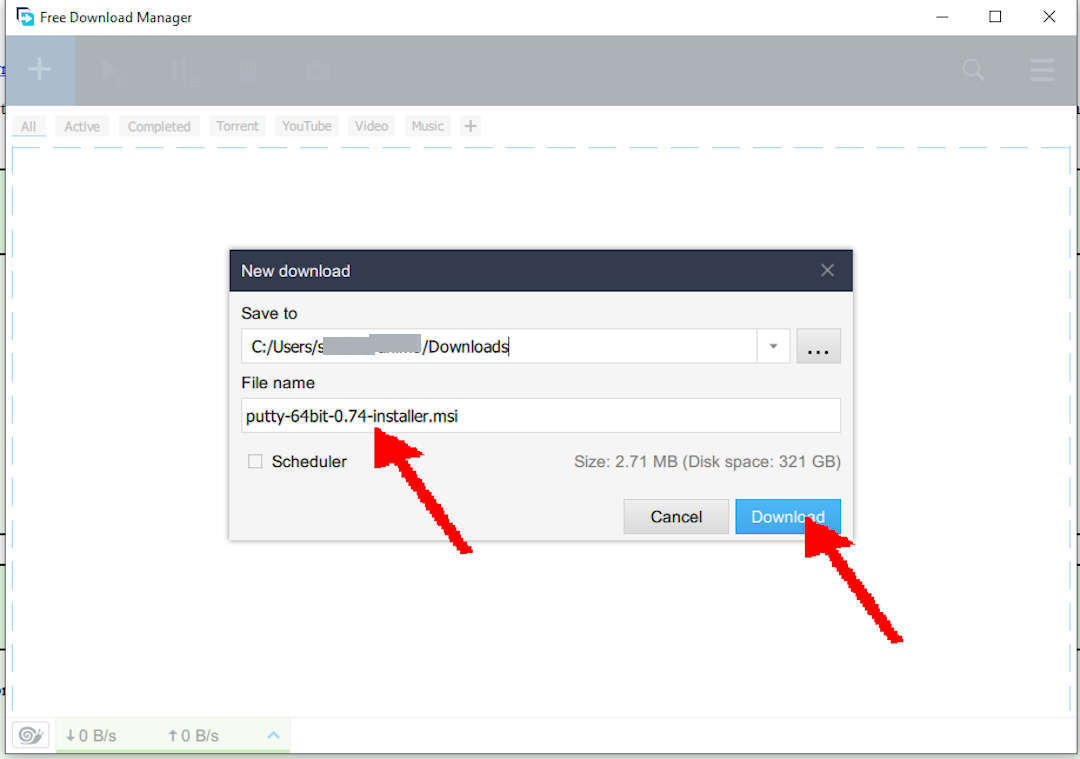 Free Download Manager
All Active Completed Torrent YouTube Video Music +
New download
Save to
C:/Users/s /Downloads
...
File name
putty-64bit-0.74-installer.msi
Scheduler
Size: 2.71 MB (Disk space: 321 GB)
Cancel Download
0 B/s 0 B/s